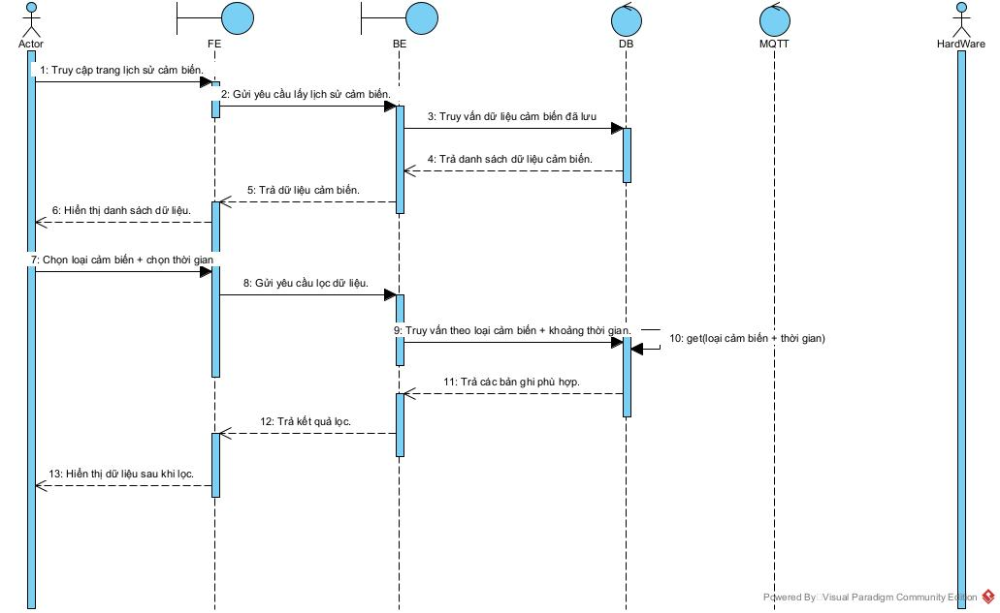 Actor
FE
BE
DB
MQTT
HardWare
1: Truy cập trang lịch sử cảm biến.
2: Gửi yêu cầu lấy lịch sử cảm biến.
3: Truy vấn dữ liệu cảm biến đã lưu
4: Trả danh sách dữ liệu cảm biến.
5: Trả dữ liệu cảm biến.
6: Hiển thị danh sách dữ liệu.
7: Chọn loại cảm biến + chọn thời gian
8: Gửi yêu cầu lọc dữ liệu.
9: Truy vấn theo loại cảm biến + khoảng thời gian.
10: get(loại cảm biến + thời gian)
11: Trả các bản ghi phù hợp.
12: Trả kết quả lọc.
13: Hiển thị dữ liệu sau khi lọc.
Powered By Visual Paradigm Community Edition